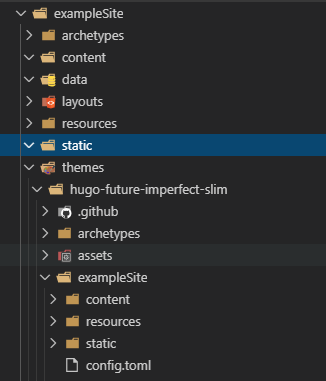 exampleSite
archetypes
content
data
layouts
resources
static
themes
hugo-future-imperfect-slim
.github
archetypes
assets
exampleSite
content
resources
static
config.toml